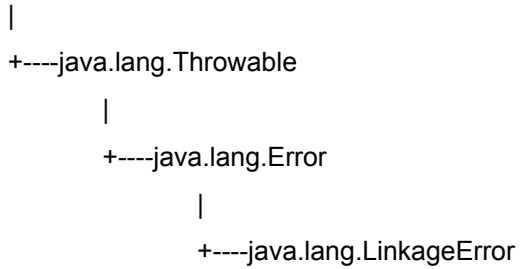 |
+----java.lang.Throwable
|
+----java.lang.Error
|
+----java.lang.LinkageError